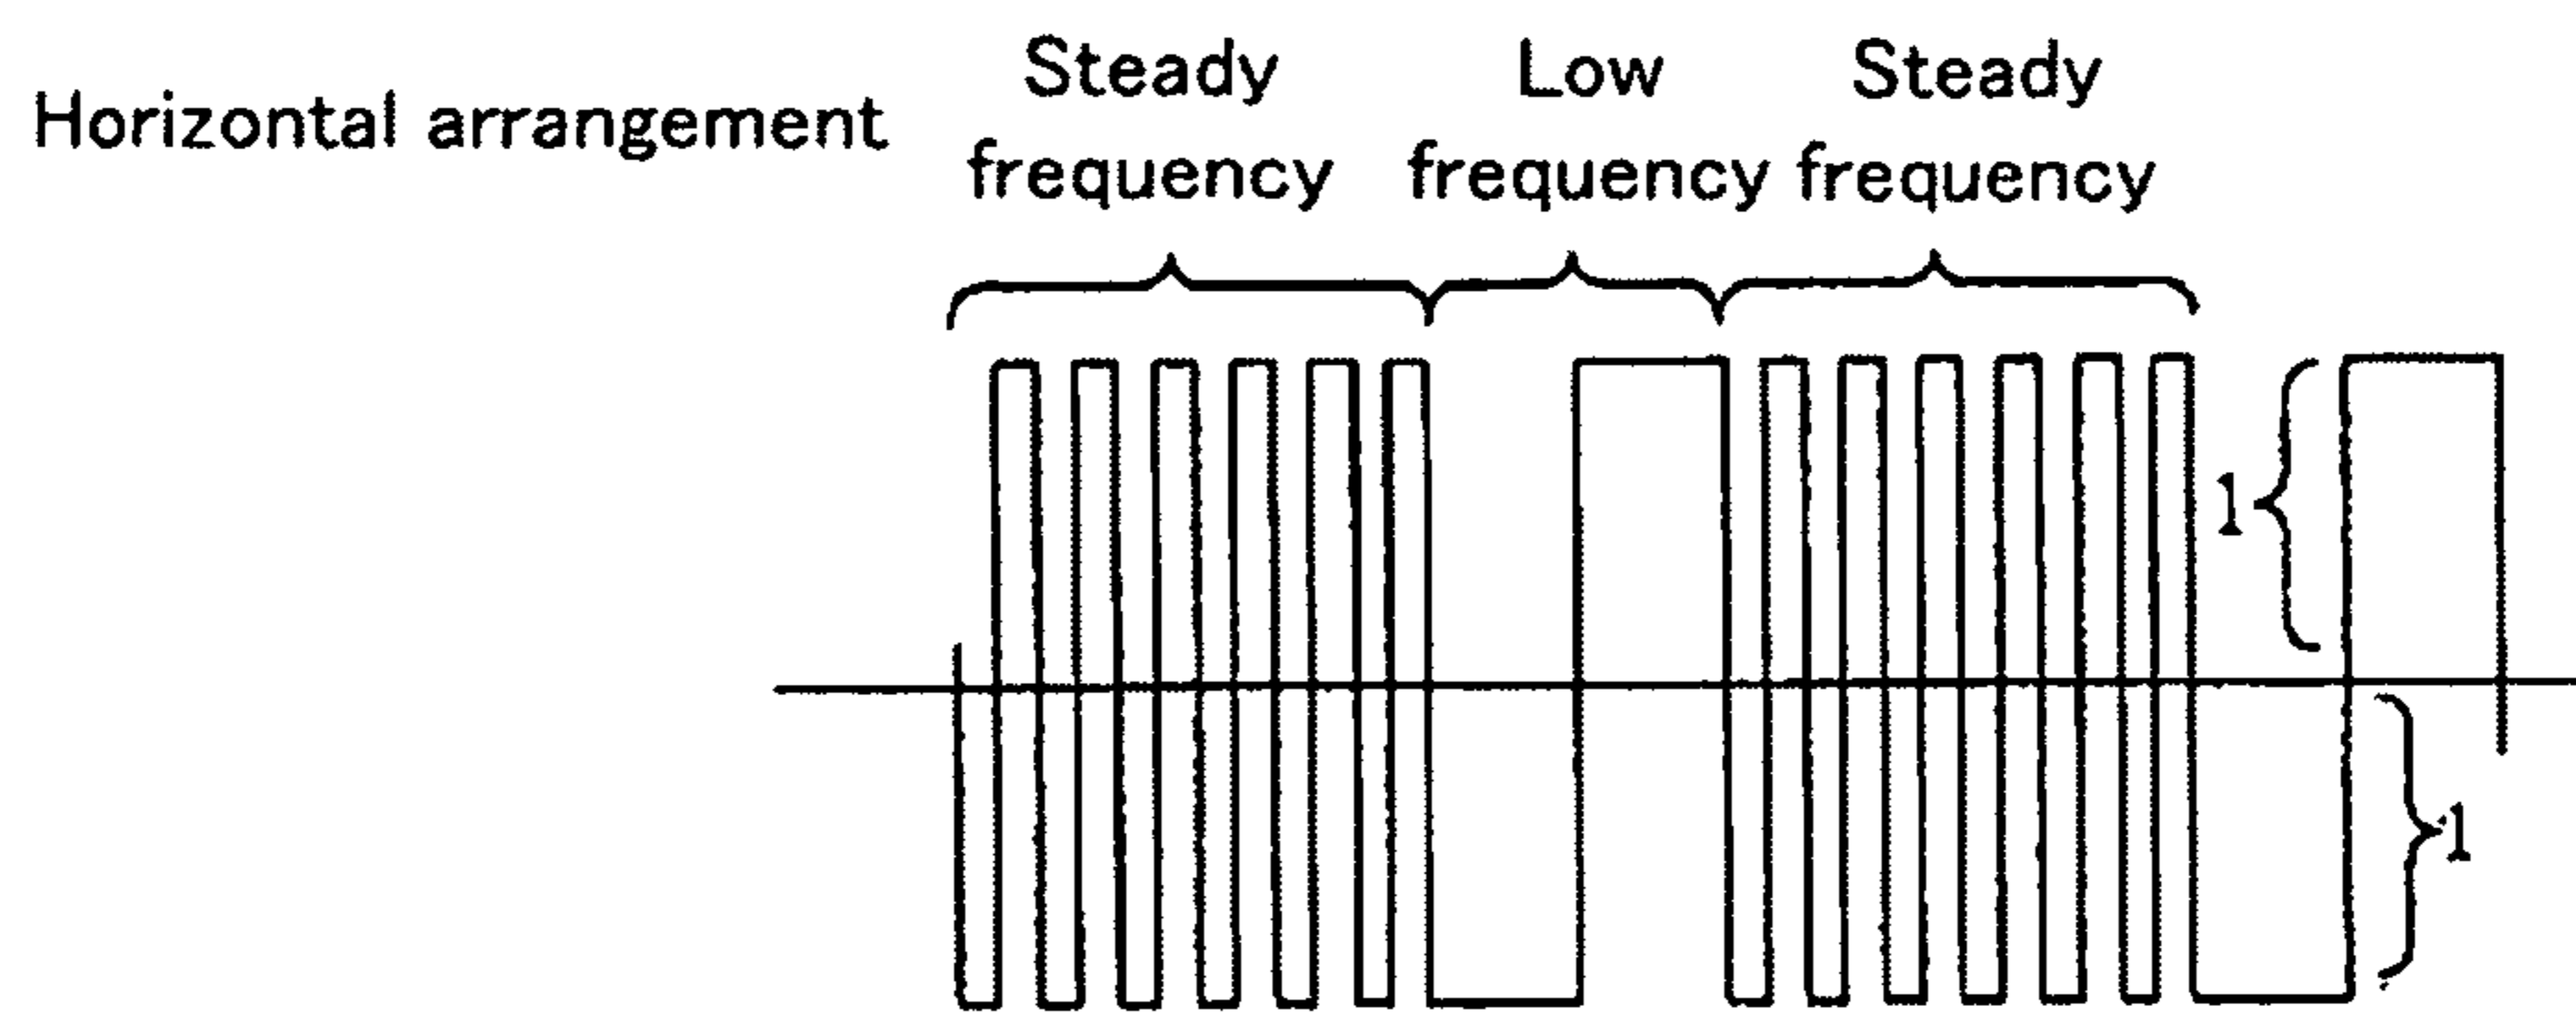 Horizontal arrangement
Steady
frequency
Low
frequency
Steady
frequency
1
1